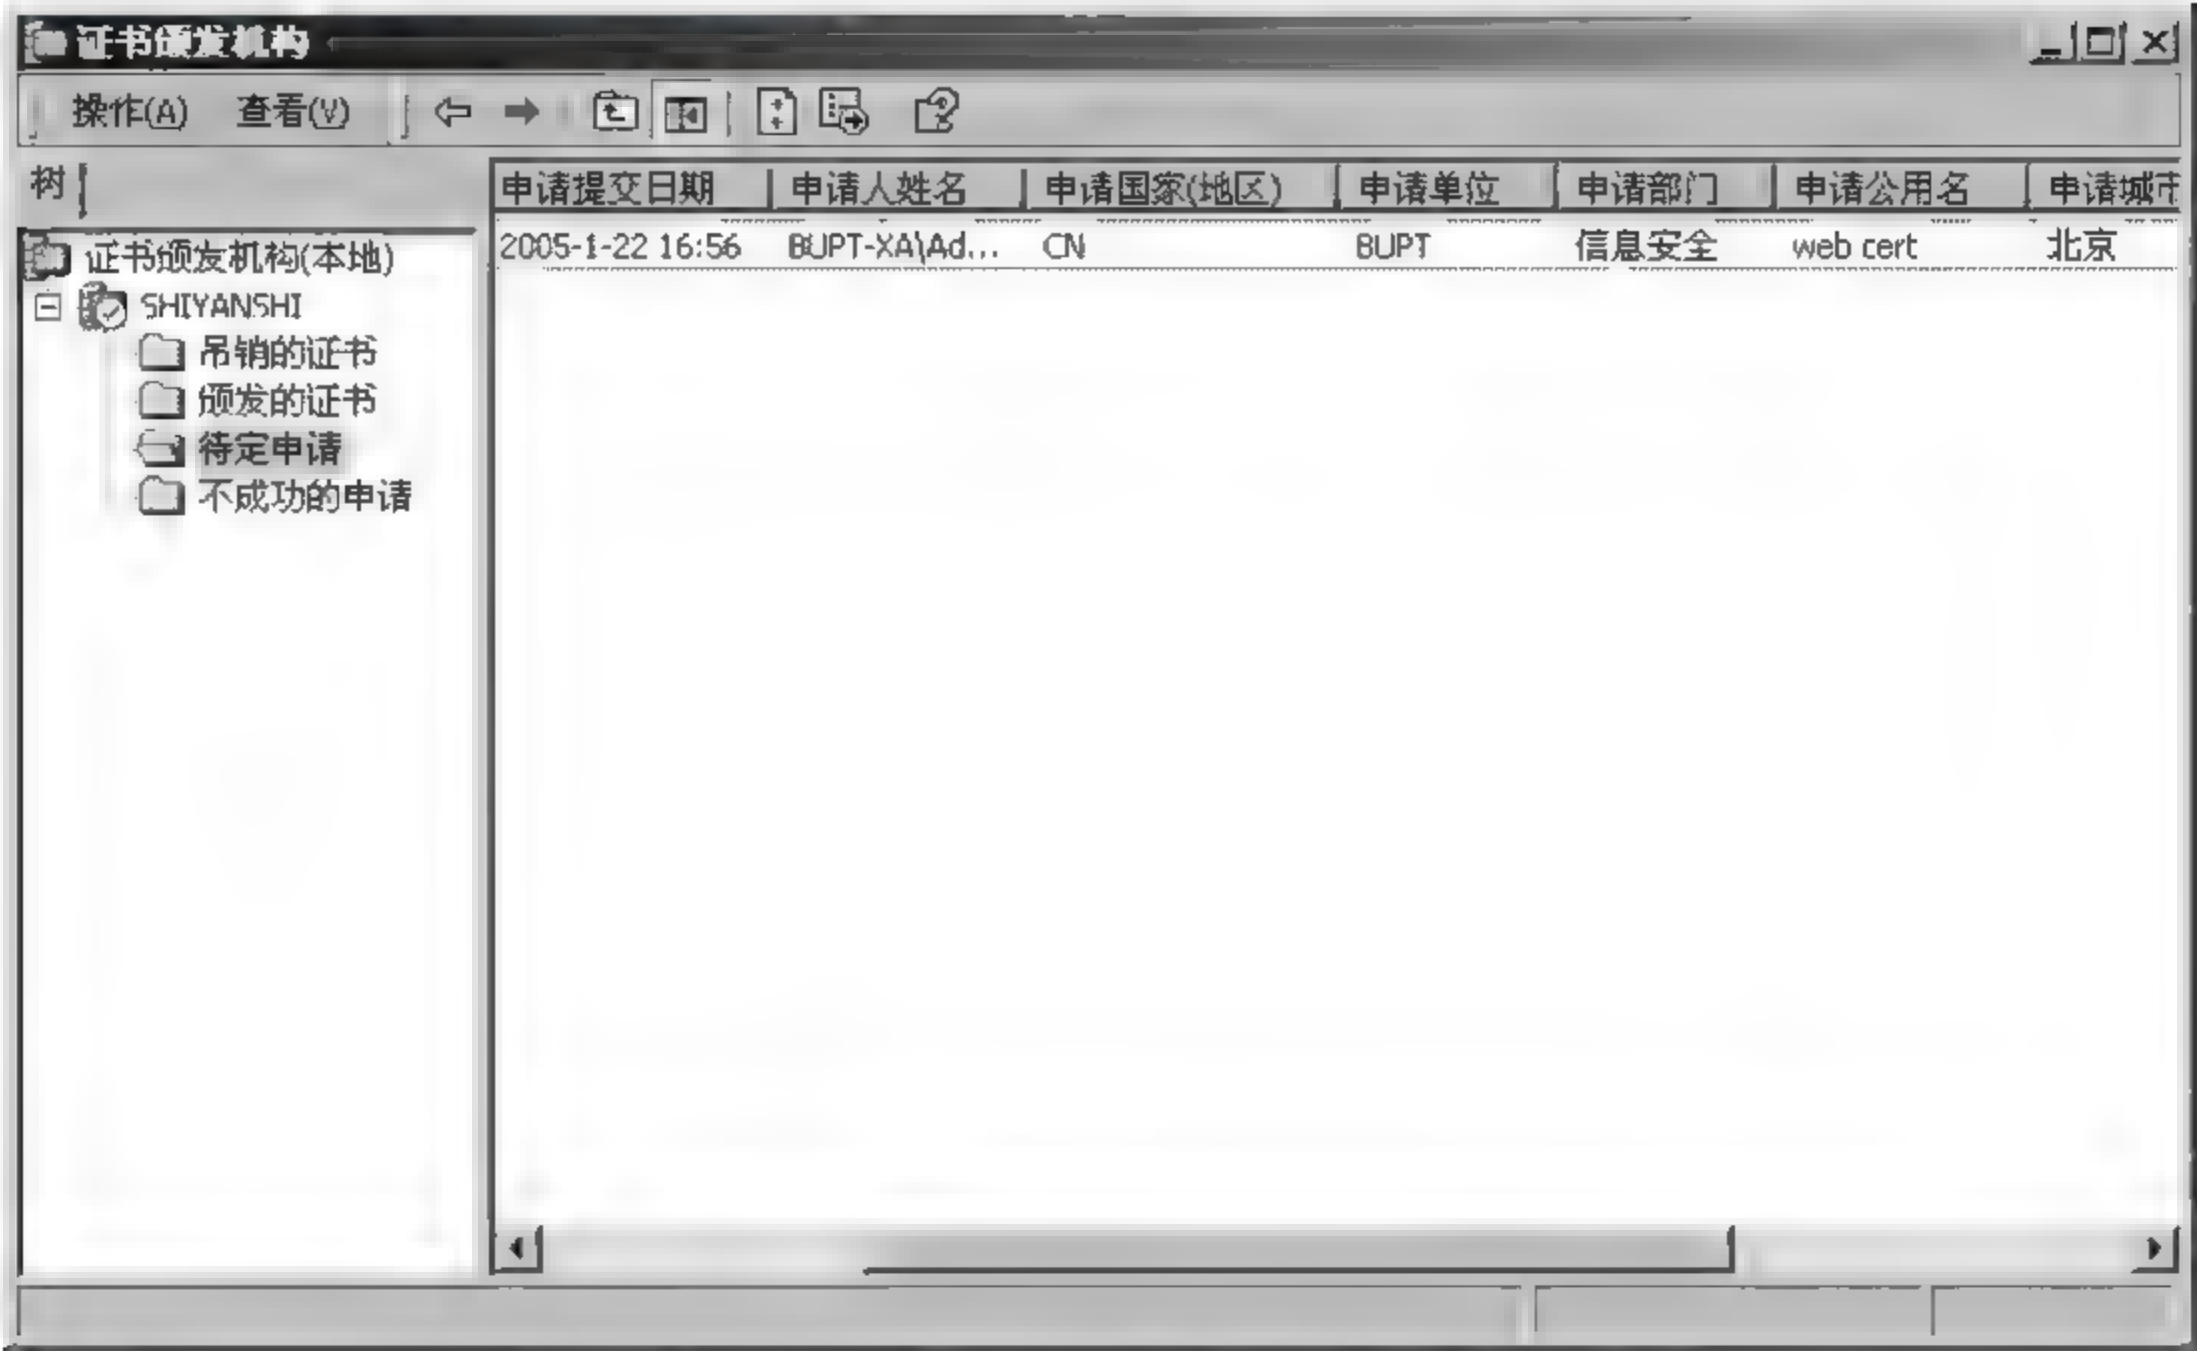 证书颁发机构
操作(A) 查看(V)
树
证书颁发机构(本地)
SHIYANSHI
吊销的证书
颁发的证书
待定申请
不成功的申请
申请提交日期 申请人姓名 申请国家(地区) 申请单位 申请部门 申请公用名 申请城市
2005-1-22 16:56 BUPT-XA\Ad... CN BUPT 信息安全 web cert 北京